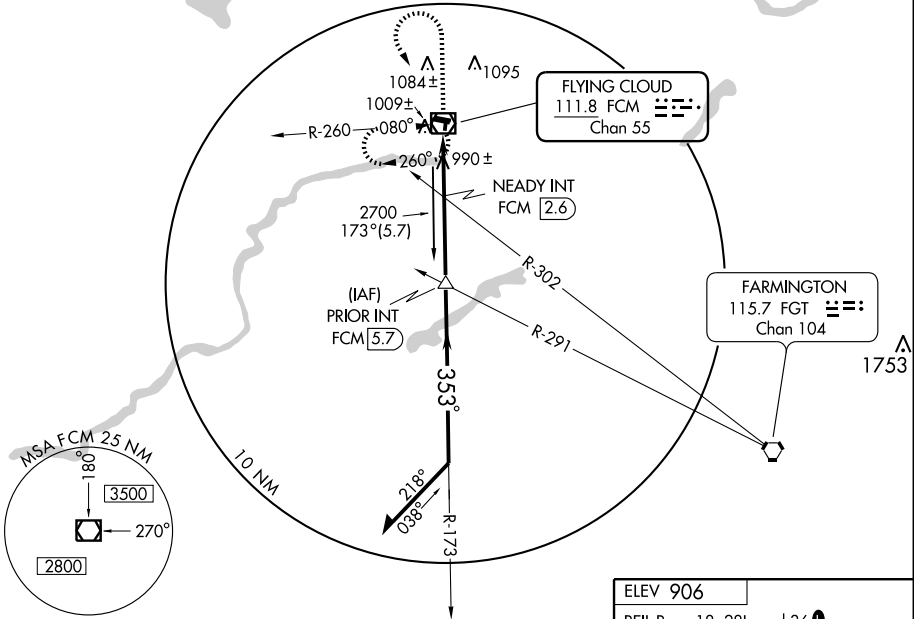 1084±
1095
FLYING CLOUD
111.8 FCM
Chan 55
1009±
R-260
080°
260°
990±
NEADY INT
FCM 2.6
2700
173°(5.7)
R-302
(IAF)
PRIOR INT
FCM 5.7
R-291
FARMINGTON
115.7 FGT
Chan 104
1753
353°
MSA FCM 25 NM
180°
3500
270°
2800
10 NM
218°
038°
R-173
ELEV 906